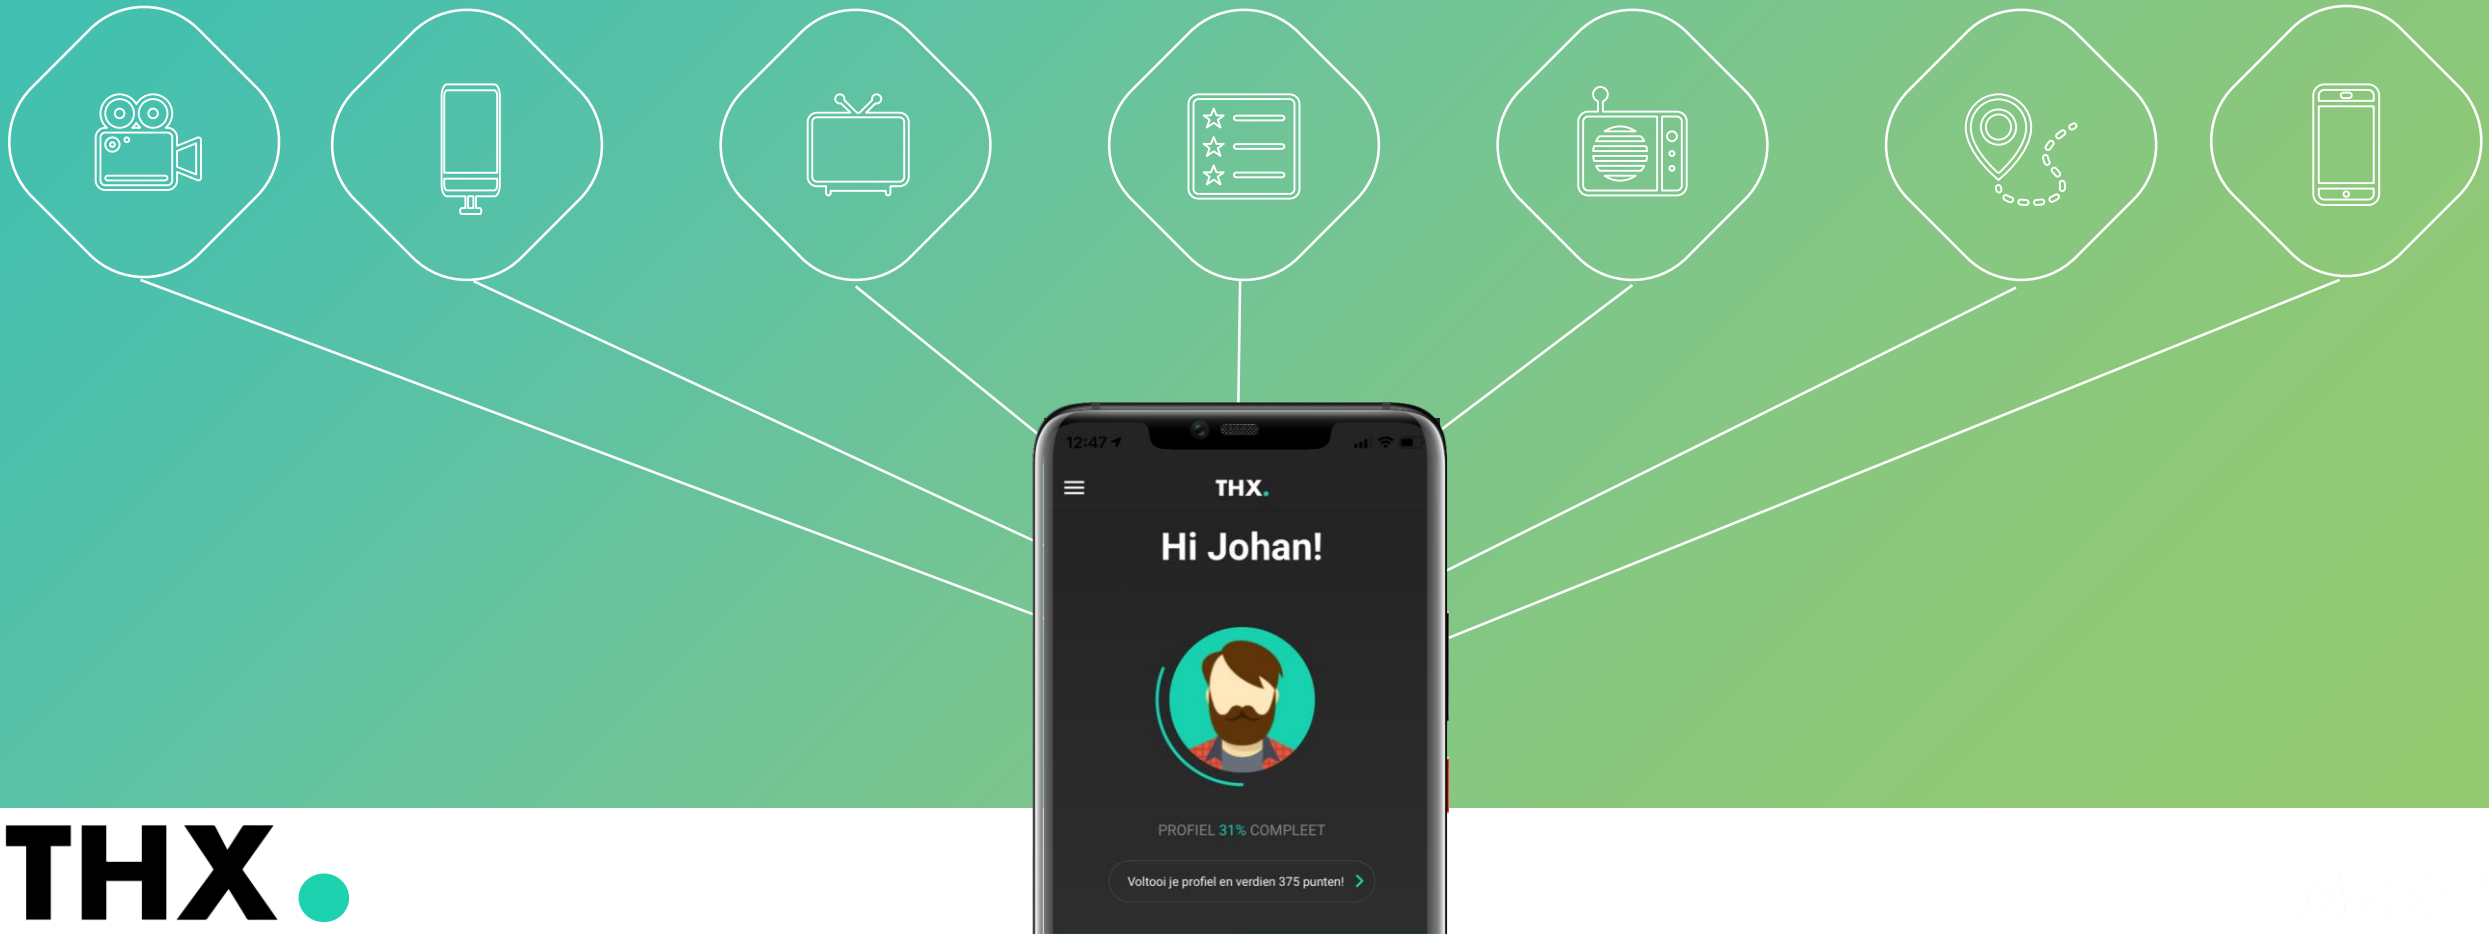 12:47
THX.
Hi Johan!
PROFIEL 31% COMPLEET
Voltooi je profiel en verdien 375 punten!
THX.